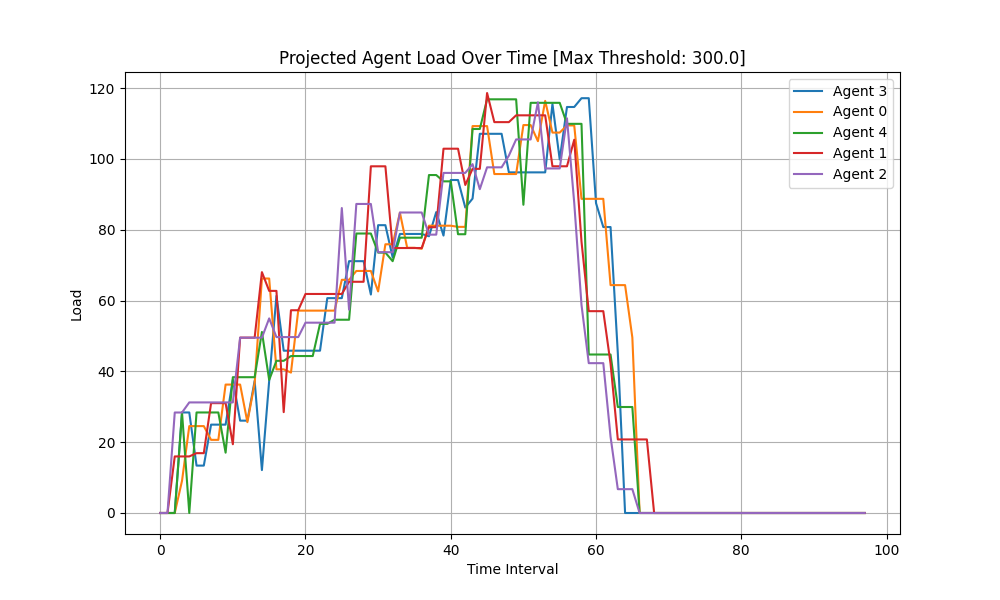 Projected Agent Load Over Time [Max Threshold: 300.0]
Load
120
100
80
60
40
20
0
Agent 3
Agent 0
Agent 4
Agent 1
Agent 2
0 20 40 60 80 100
Time Interval